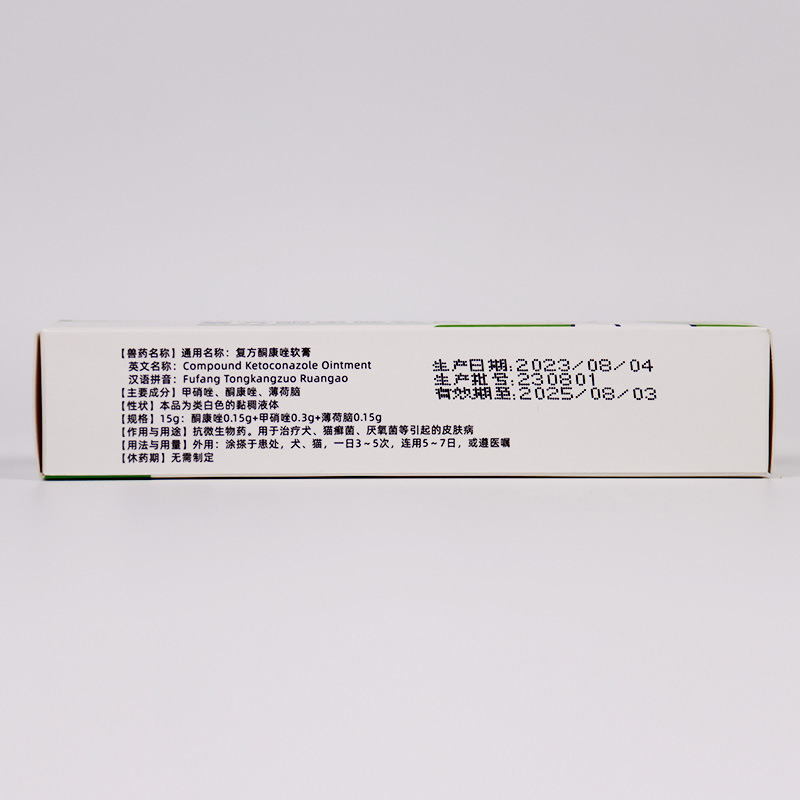 【兽药名称】通用名称：复方酮康唑软膏
英文名称：Compound Ketoconazole Ointment
汉语拼音：Fufang Tongkangzuo Ruangao
【主要成分】甲硝唑、酮康唑、薄荷脑
【性状】本品为类白色的黏稠液体
【规格】15g：酮康唑0.15g+甲硝唑0.3g+薄荷脑0.15g
【作用与用途】抗微生物药。用于治疗犬、猫癣菌、厌氧菌等引起的皮肤病
【用法与用量】外用：涂搽于患处，犬、猫，一日3~5次，连用5~7日，或遵医嘱
【休药期】无需制定
生产日期:2023/08/04
生产批号:230801
有效期至:2025/08/03